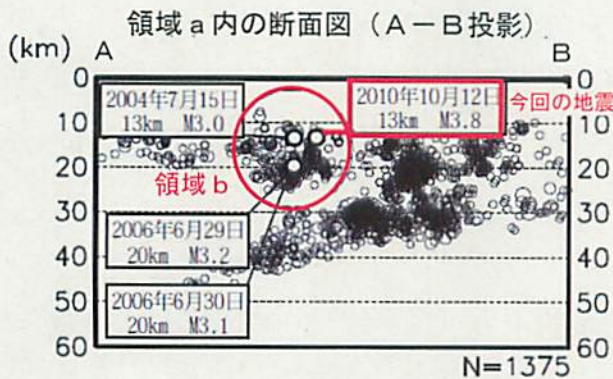 領域a内の断面図（A－B投影）
(km)
A
B
0
10
20
30
40
50
60
0
10
20
30
40
50
60
2004年7月15日
13km M3.0
2010年10月12日
13km M3.8
今回の地震
領域b
2006年6月29日
20km M3.2
2006年6月30日
20km M3.1
N=1375